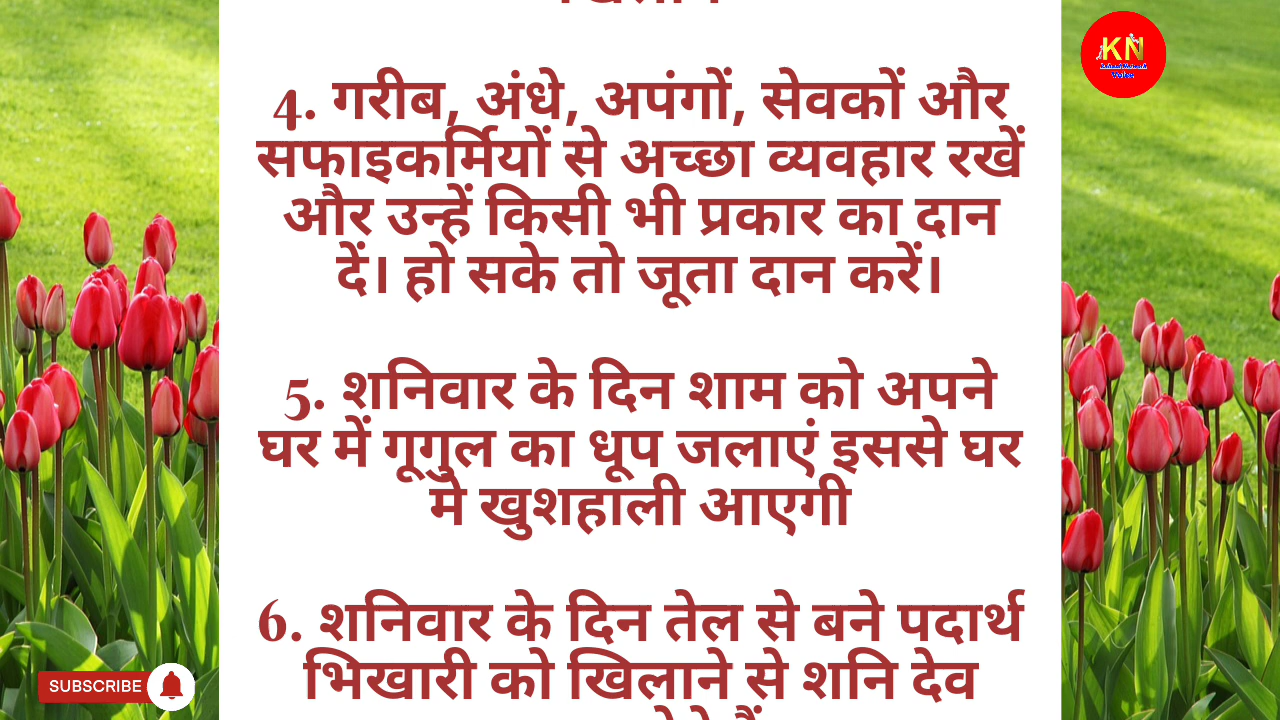 4. गरीब, अंधे, अपंगों, सेवकों और
सफाइकर्मियों से अच्छा व्यवहार रखें
और उन्हें किसी भी प्रकार का दान
दें। हो सके तो जूता दान करें।
5. शनिवार के दिन शाम को अपने
घर में गूगुल का धूप जलाएं इससे घर
मे खुशहाली आएगी
6. शनिवार के दिन तेल से बने पदार्थ
भिखारी को खिलाने से शनि देव
KN
SUBSCRIBE